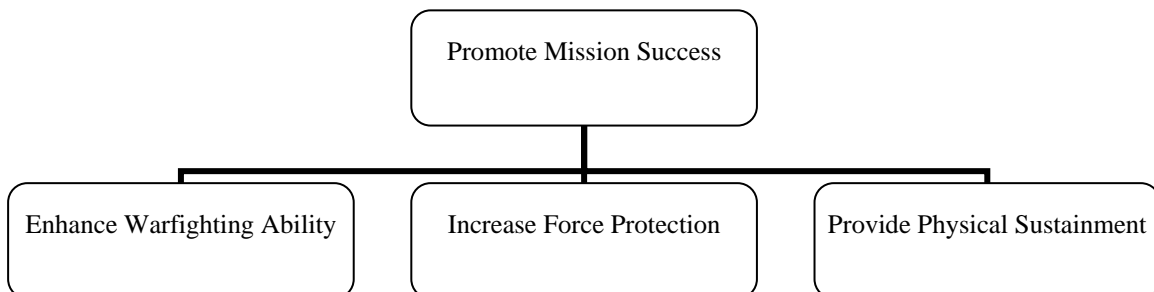 Promote Mission Success
Enhance Warfighting Ability
Increase Force Protection
Provide Physical Sustainment